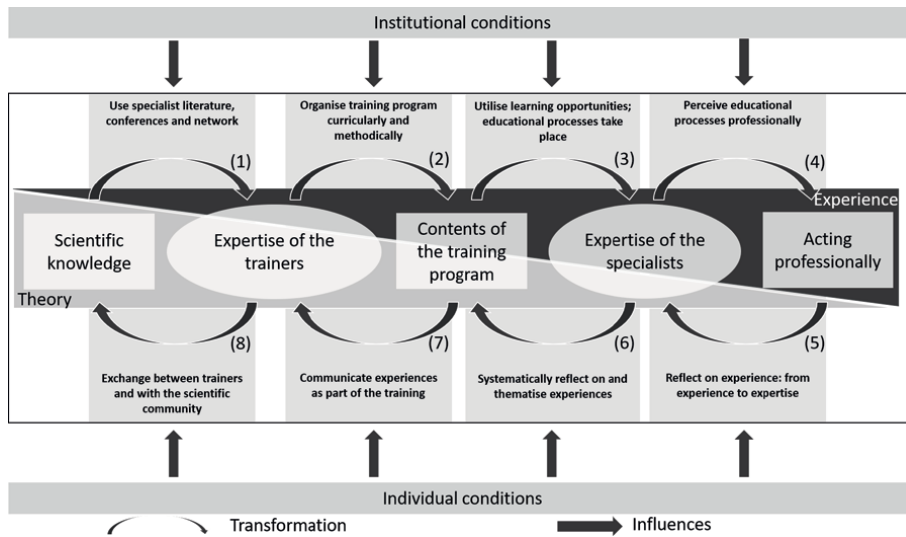 Institutional conditions
Use specialist literature,
conferences and network
Organise training program
curricularly and
methodically
Utilise learning opportunities;
educational processes take
place
Perceive educational
processes professionally
(1)
(2)
(3)
(4)
Experience
Scientific
knowledge
Expertise of the
trainers
Contents of
the training
program
Expertise of the
specialists
Acting
professionally
Theory
(8)
(7)
(6)
(5)
Exchange between trainers
and with the scientific
community
Communicate experiences
as part of the training
Systematically reflect on and
thematise experiences
Reflect on experience: from
experience to expertise
Individual conditions
Transformation
Influences